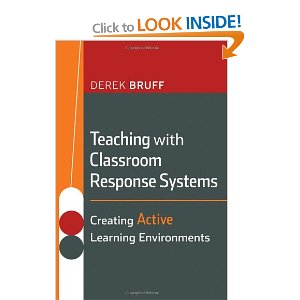 Click to LOOK INSIDE!
DEREK BRUFF
Teaching with
Classroom
Response Systems
Creating Active
Learning Environments